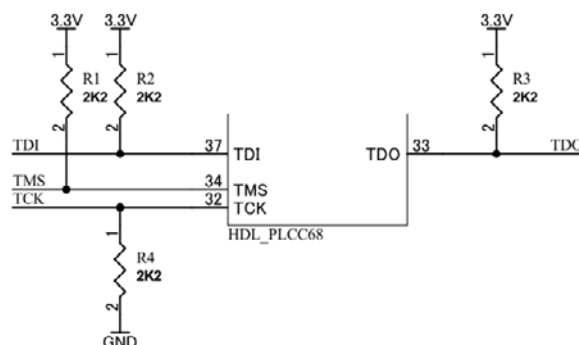 3.3V
3.3V
3.3V
1
R1
2K2
2
1
R2
2K2
2
1
R3
2K2
2
TDI
37
TDI
TDO
33
TDO
TMS
34
TMS
TCK
32
TCK
HDL_PLCC68
1
R4
2K2
2
GND